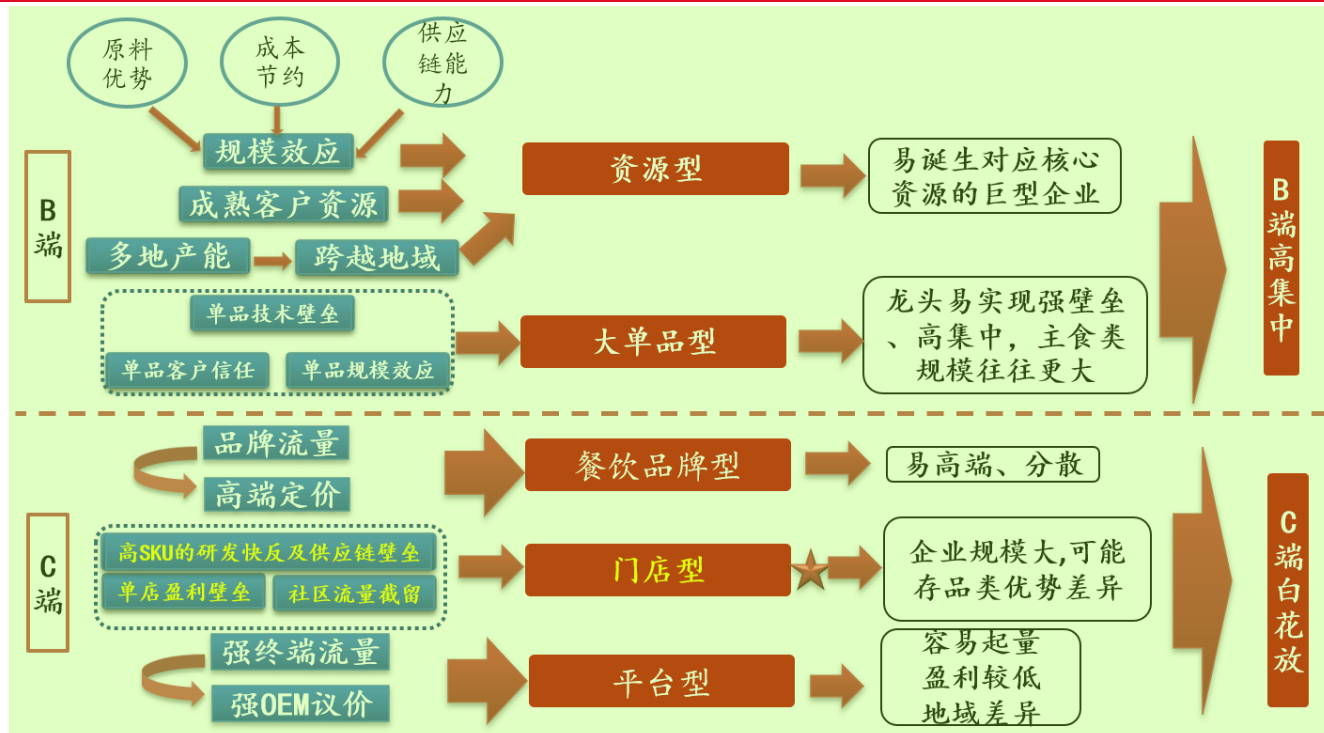 原料
优势
成本
节约
供应
链能
力
规模效应
成熟客户资源
多地产能
跨越地域
资源型
易诞生对应核心
资源的巨型企业
B
端
单品技术壁垒
单品客户信任
单品规模效应
大单品型
龙头易实现强壁垒
、高集中，主食类
规模往往更大
B
端
高
集
中
品牌流量
高端定价
餐饮品牌型
易高端、分散
C
端
高SKU的研发快反及供应链壁垒
单店盈利壁垒
社区流量截留
门店型
企业规模大,可能
存品类优势差异
强终端流量
强OEM议价
平台型
容易起量
盈利较低
地域差异
C
端
白
花
放